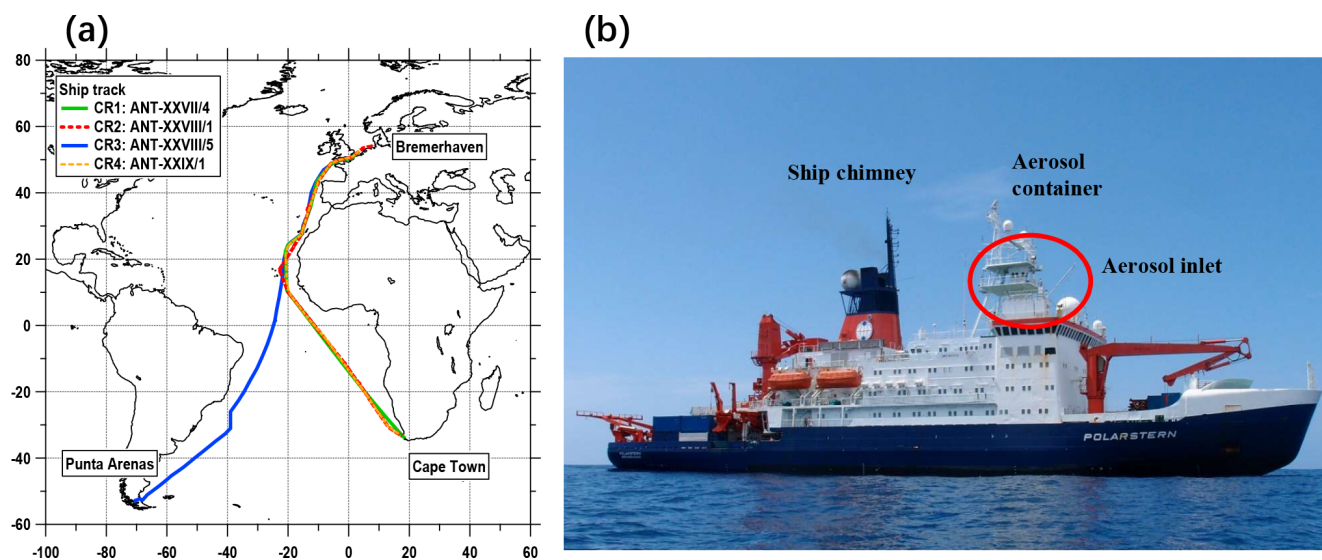 (a)
80
60
40
20
0
-20
-40
-60
-100
-80
-60
-40
-20
0
20
40
60
Ship track
CR1: ANT-XXVII/4
CR2: ANT-XXVIII/1
CR3: ANT-XXVIII/5
CR4: ANT-XXIX/1
Bremerhaven
Punta Arenas
Cape Town
(b)
Ship chimney
Aerosol
container
Aerosol inlet
POLARSTERN